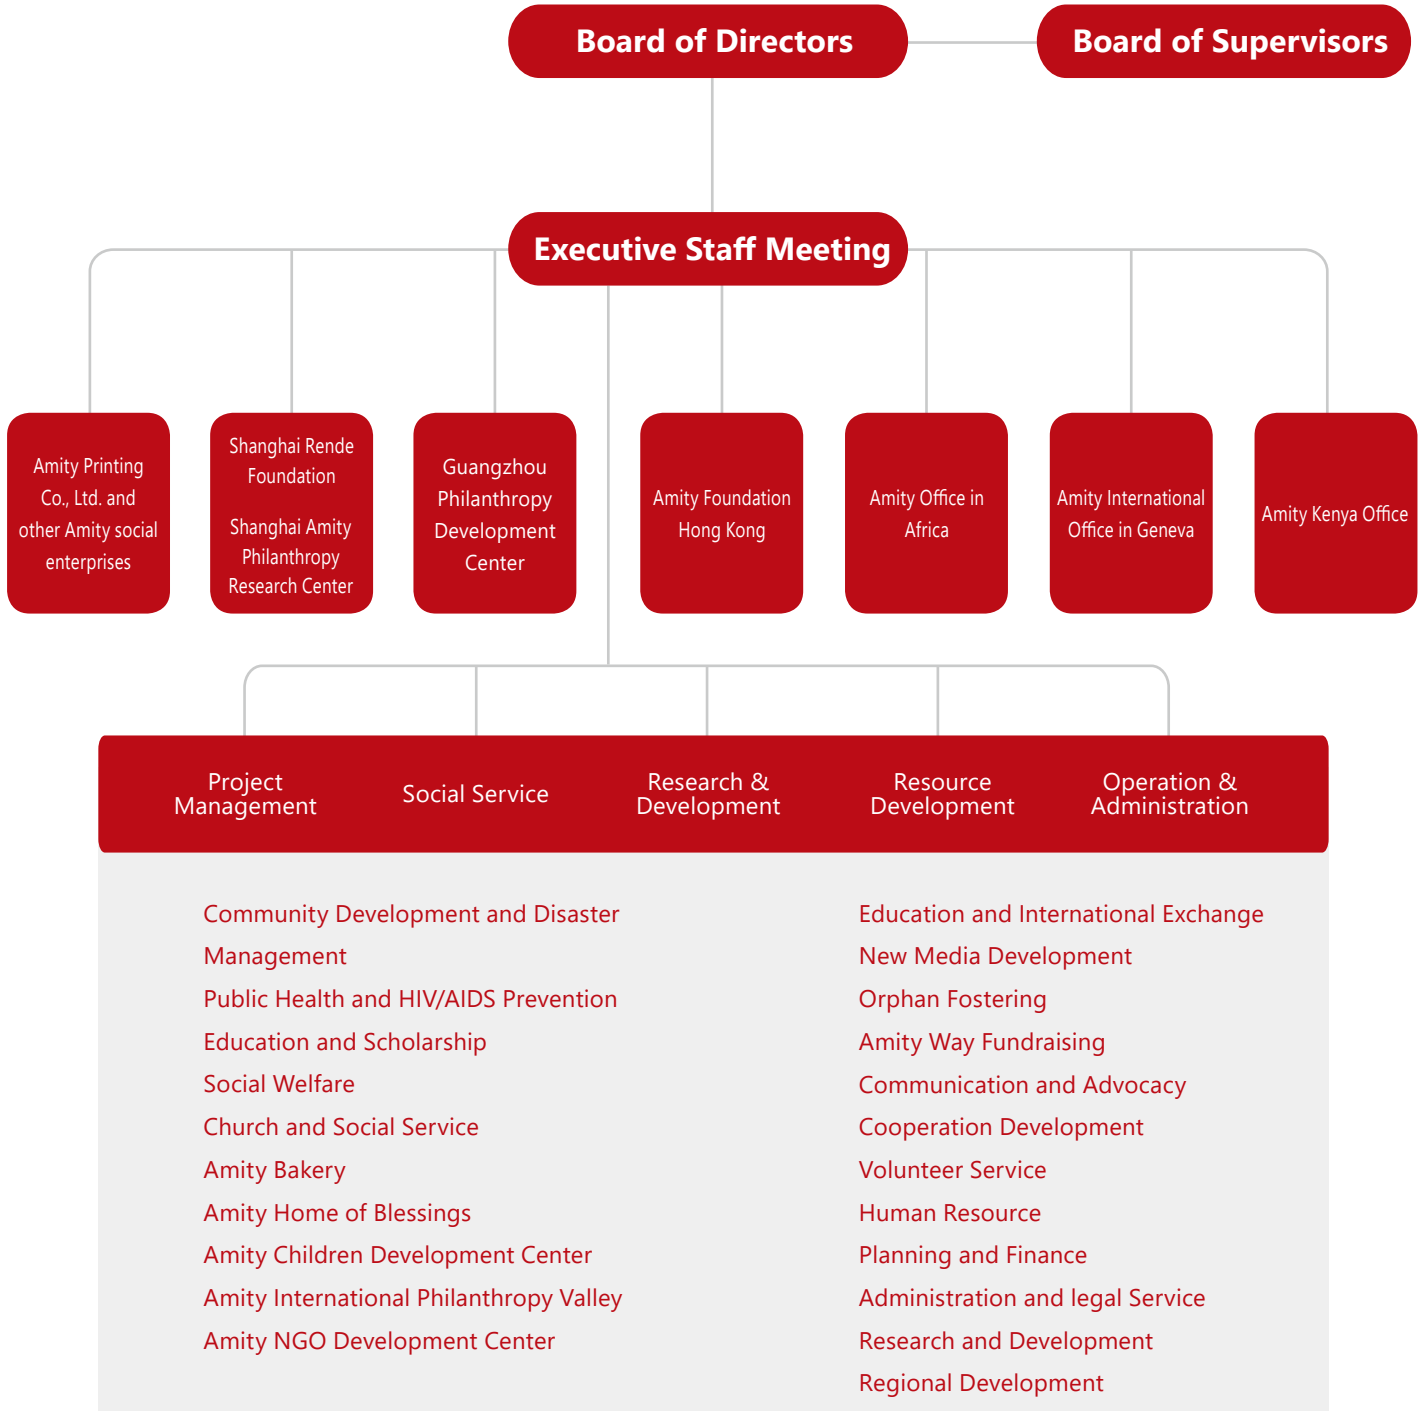 Board of Directors
Board of Supervisors
Executive Staff Meeting
Amity Printing
Co., Ltd. and
other Amity social
enterprises
Shanghai Rende
Foundation
Shanghai Amity
Philanthropy
Research Center
Guangzhou
Philanthropy
Development
Center
Amity Foundation
Hong Kong
Amity Office in
Africa
Amity International
Office in Geneva
Amity Kenya Office
Project
Management
Social Service
Research &
Development
Resource
Development
Operation &
Administration
Community Development and Disaster
Management
Public Health and HIV/AIDS Prevention
Education and Scholarship
Social Welfare
Church and Social Service
Amity Bakery
Amity Home of Blessings
Amity Children Development Center
Amity International Philanthropy Valley
Amity NGO Development Center
Education and International Exchange
New Media Development
Orphan Fostering
Amity Way Fundraising
Communication and Advocacy
Cooperation Development
Volunteer Service
Human Resource
Planning and Finance
Administration and legal Service
Research and Development
Regional Development